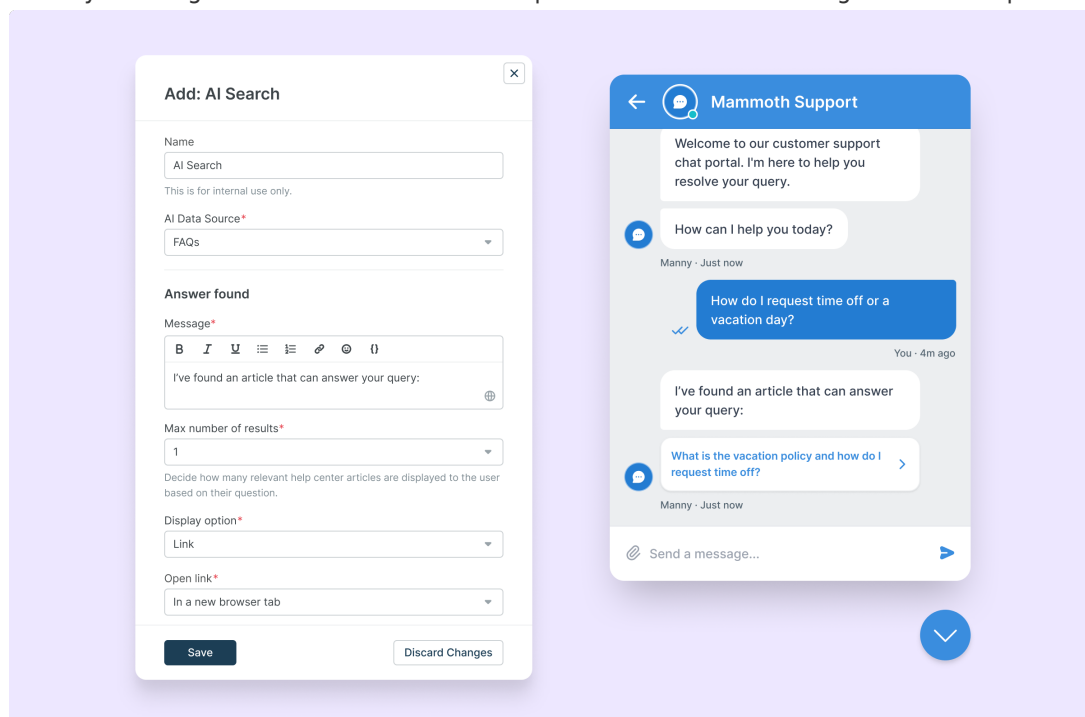 Add: AI Search
Name
AI Search
This is for internal use only.
AI Data Source*
FAQs
Answer found
Message*
B I U {}
I've found an article that can answer your query:
Max number of results*
1
Decide how many relevant help center articles are displayed to the user
based on their question.
Display option*
Link
Open link*
In a new browser tab
Save
Discard Changes
Mammoth Support
Welcome to our customer support
chat portal. I'm here to help you
resolve your query.
How can I help you today?
Manny · Just now
How do I request time off or a
vacation day?
You · 4m ago
I've found an article that can answer
your query:
What is the vacation policy and how do I
request time off?
Manny · Just now
Send a message...